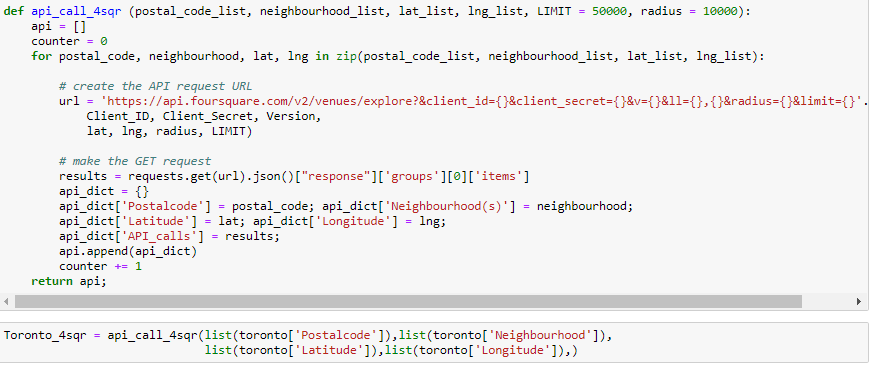 def api_call_4sqr (postal_code_list, neighbourhood_list, lat_list, lng_list, LIMIT = 50000, radius = 10000):
    api = []
    counter = 0
    for postal_code, neighbourhood, lat, lng in zip(postal_code_list, neighbourhood_list, lat_list, lng_list):

        # create the API request URL
        url = 'https://api.foursquare.com/v2/venues/explore?&client_id={}&client_secret={}&v={}&ll={},{}&radius={}&limit={}'.
            Client_ID, Client_Secret, Version,
            lat, lng, radius, LIMIT)

        # make the GET request
        results = requests.get(url).json()["response"]['groups'][0]['items']
        api_dict = {}
        api_dict['Postalcode'] = postal_code; api_dict['Neighbourhood(s)'] = neighbourhood;
        api_dict['Latitude'] = lat; api_dict['Longitude'] = lng;
        api_dict['API_calls'] = results;
        api.append(api_dict)
        counter += 1
    return api;
Toronto_4sqr = api_call_4sqr(list(toronto['Postalcode']),list(toronto['Neighbourhood']),
                             list(toronto['Latitude']),list(toronto['Longitude']),)